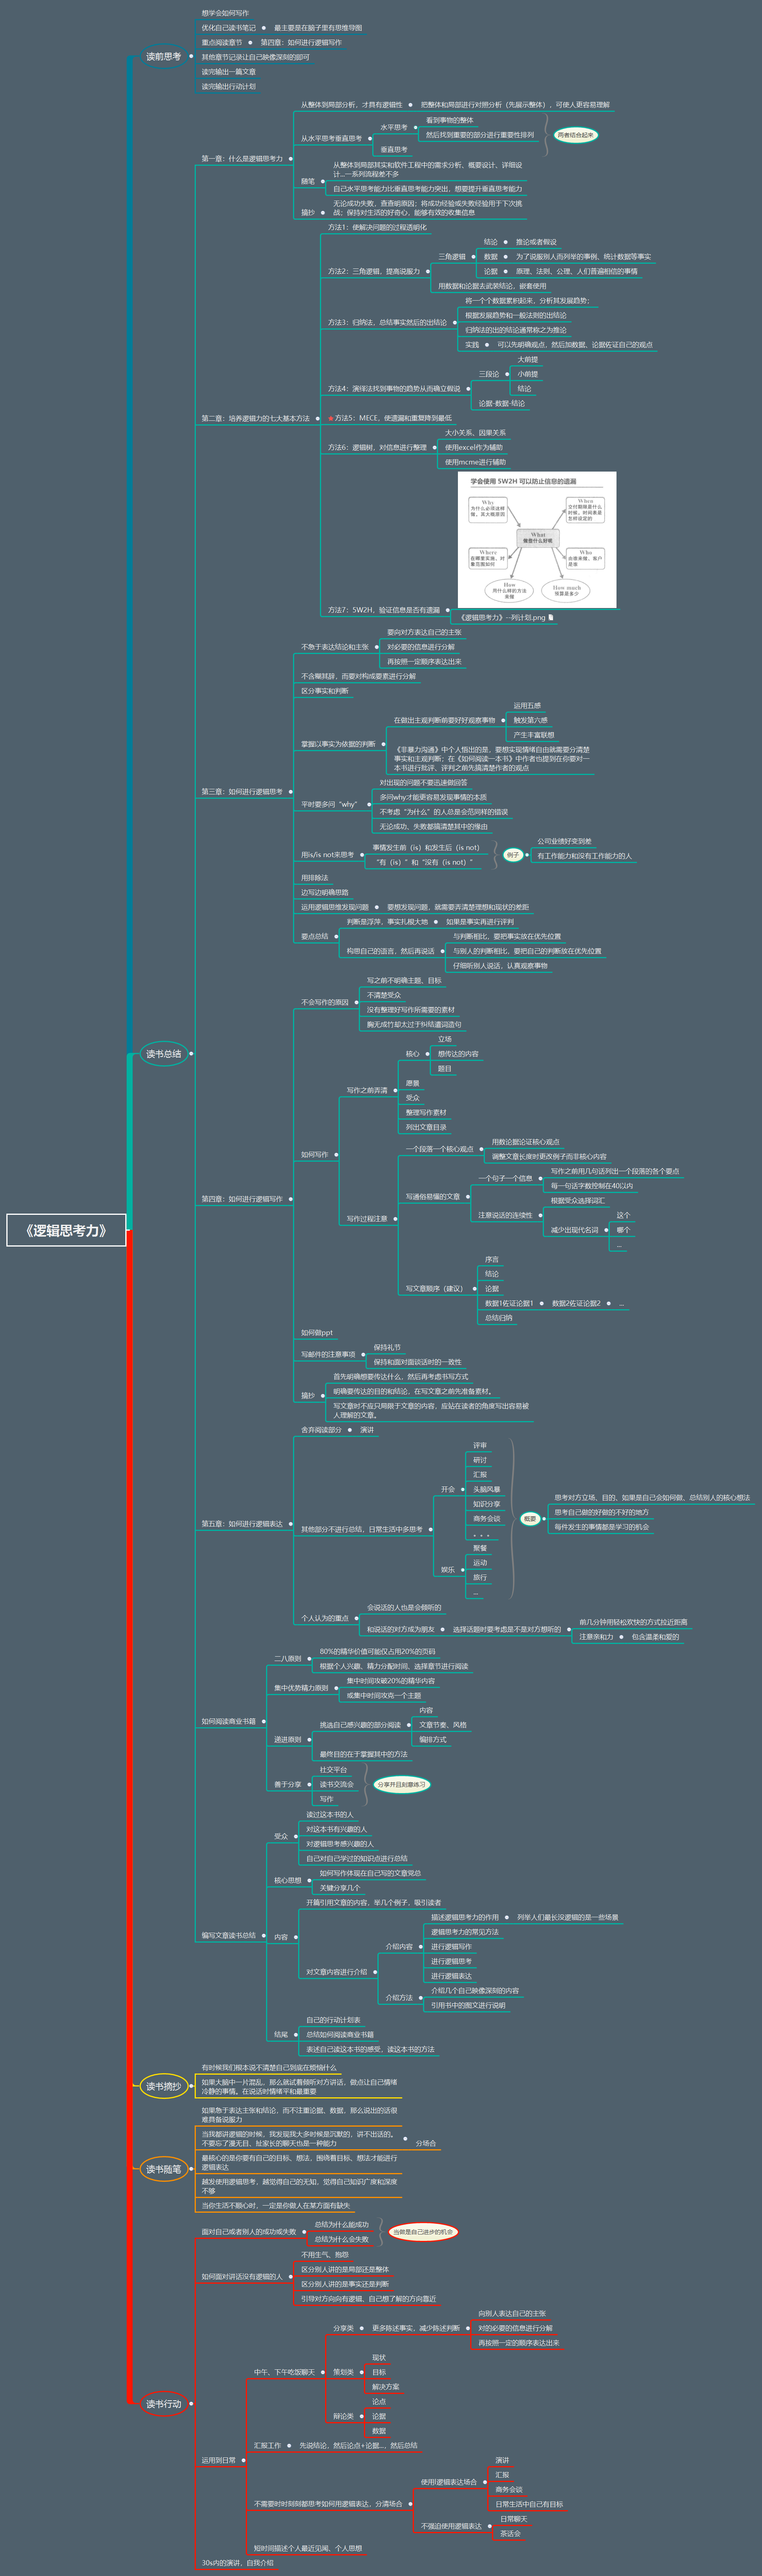 《逻辑思考力》
读前思考
想学会如何写作
优化自己读书笔记
最主要是在脑子里有思维导图
重点阅读章节
第四章：如何进行逻辑写作
其他章节记录让自己映像深刻的即可
读完输出一篇文章
读完输出行动计划
读书总结
第一章：什么是逻辑思考力
从整体到局部分析，才具有逻辑性
把整体和局部进行对照分析（先展示整体），可使人更容易理解
从水平思考垂直思考
水平思考
看到事物的整体
然后找到重要的部分进行重要性排列
垂直思考
两者结合起来
随笔
从整体到局部其实和软件工程中的需求分析、概要设计、详细设
计...一系列流程差不多
自己水平思考能力比垂直思考能力突出，想要提升垂直思考能力
摘抄
无论成功失败，查查明原因；将成功经验或失败经验用于下次挑
战；保持对生活的好奇心，能够有效的收集信息
第二章：培养逻辑力的七大基本方法
方法1：使解决问题的过程透明化
方法2：三角逻辑，提高说服力
三角逻辑
结论
推论或者假设
数据
为了说服别人而列举的事例、统计数据等事实
论据
原理、法则、公理，人们普遍相信的事情
用数据和论据去武装结论，嵌套使用
方法3：归纳法，总结事实然后的出结论
将一个个数据累积起来，分析其发展趋势；
根据发展趋势和一般法则的出结论
归纳法的出的结论通常称之为推论
实践
可以先明确观点，然后加数据、论据佐证自己的观点
方法4：演绎法找到事物的趋势从而确立假说
三段论
大前提
小前提
结论
论据-数据-结论
方法5：MECE，使遗漏和重复降到最低
方法6：逻辑树，对信息进行整理
大小关系，因果关系
使用excel作为辅助
使用mcme进行辅助
方法7：5W2H，验证信息是否有遗漏
学会使用 5W2H 可以防止信息的遗漏
Why
为什么必须这样
做，其大概原因
When
交付期限是什么
时候，时间表是
怎样设定的
What
做些什么好呢
Where
在哪里实施，对
象范围如何
Who
由谁来做，客户
是谁
How
用什么样的方法
来做
How much
预算是多少
《逻辑思考力》--列计划.png
第三章：如何进行逻辑思考
不急于表达结论和主张
要向对方表达自己的主张
对必要的信息进行分解
再按照一定顺序表达出来
不含糊其辞，而要对构成要素进行分解
区分事实和判断
掌握以事实为依据的判断
在做出主观判断前要好好观察事物
运用五感
触发第六感
产生丰富联想
《非暴力沟通》中个人悟出的是，要想实现情绪自由就需要分清楚
事实和主观判断；在《如何阅读一本书》中作者也提到在你要对一
本书进行批评、评判之前先搞清楚作者的观点
平时要多问“why”
对出现的问题不要迅速做回答
多问why才能更容易发现事情的本质
不考虑“为什么”的人总是会范同样的错误
无论成功、失败都搞清楚其中的缘由
用is/is not来思考
事情发生前（is）和发生后（is not）
“有（is）”和“没有（is not）”
例子
公司业绩好变到差
有工作能力和没有工作能力的人
用排除法
边写边明确思路
运用逻辑思维发现问题
要想发现问题，就需要弄清楚理想和现状的差距
要点总结
判断是浮萍，事实扎根大地
如果是事实再进行评判
构思自己的语言，然后再说话
与判断相比，要把事实放在优先位置
与别人的判断相比，要把自己的判断放在优先位置
仔细听别人说话，认真观察事物
第四章：如何进行逻辑写作
不会写作的原因
写之前不明确主题、目标
不清楚受众
没有整理好写作所需要的素材
胸无成竹却太过于纠结遣词造句
如何写作
写作之前弄清
核心
立场
想传达的内容
题目
愿景
受众
整理写作素材
列出文章目录
写作过程注意
一个段落一个核心观点
用数论据论证核心观点
调整文章长度时更改例子而非核心内容
写通俗易懂的文章
一个句子一个信息
写作之前用几句话列出一个段落的各个要点
每一句话字数控制在40以内
注意说话的连续性
根据受众选择词汇
减少出现代名词
这个
哪个
...
写文章顺序（建议）
序言
结论
论据
数据1佐证论据1
数据2佐证论据2
...
总结归纳
如何做ppt
写邮件的注意事项
保持礼节
保持和面对面谈话时的一致性
摘抄
首先明确想要传达什么，然后再考虑书写方式
明确要传达的目的和结论，在写文章之前先准备素材。
写文章时不应只局限于文章的内容，应站在读者的角度写出容易被
人理解的文章。
第五章：如何进行逻辑表达
舍弃阅读部分
演讲
其他部分不进行总结，日常生活中多思考
开会
评审
研讨
汇报
头脑风暴
知识分享
商务会谈
。。。
娱乐
聚餐
运动
旅行
...
概要
思考对方立场、目的，如果是自己会如何做，总结别人的核心想法
思考自己做的好做的不好的地方
每件发生的事情都是学习的机会
个人认为的重点
会说话的人也是会倾听的
和说话的对方成为朋友
选择话题时要考虑是不是对方想听的
前几分钟用轻松欢快的方式拉近距离
注意亲和力
包含温柔和爱的
如何阅读商业书籍
二八原则
80%的精华价值可能仅占用20%的页码
根据个人兴趣、精力分配时间，选择章节进行阅读
集中优势精力原则
集中时间攻破20%的精华内容
或集中时间攻克一个主题
递进原则
挑选自己感兴趣的部分阅读
内容
文章节奏、风格
编排方式
最终目的在于掌握其中的方法
善于分享
社交平台
读书交流会
写作
分享并且刻意练习
编写文章读书总结
受众
读过这本书的人
对这本书有兴趣的人
对逻辑思考感兴趣的人
自己对自己学过的知识点进行总结
核心思想
如何写作体现在自己写的文章党总
关键分享几个
内容
开篇引用文章的内容，举几个例子，吸引读者
对文章内容进行介绍
介绍内容
描述逻辑思考力的作用
列举人们最长没逻辑的是一些场景
逻辑思考力的常见方法
进行逻辑写作
进行逻辑思考
进行逻辑表达
介绍方法
介绍几个自己映像深刻的内容
引用书中的图文进行说明
结尾
自己的行动计划表
总结如何阅读商业书籍
表述自己读这本书的感受，读这本书的方法
读书摘抄
有时候我们根本说不清楚自己到底在烦恼什么
如果大脑中一片混乱，那么就试着倾听对方讲话，做点让自己情绪
冷静的事情。在说话时情绪平和最重要
读书随笔
如果急于表达主张和结论，而不注重论据，数据，那么说出的话很
难具备说服力
当我都讲逻辑的时候，我发现我大多时候是沉默的，讲不出话的。
不要忘了漫无目、扯家长的聊天也是一种能力
分场合
最核心的是你要有自己的目标、想法，围绕着目标、想法才能进行
逻辑表达
越发使用逻辑思考，越觉得自己的无知，觉得自己知识广度和深度
不够
当你生活不顺心时，一定是你做人在某方面有缺失
读书行动
面对自己或者别人的成功或失败
总结为什么能成功
总结为什么会失败
当做是自己进步的机会
如何面对讲话没有逻辑的人
不用生气、抱怨
区分别人讲的是局部还是整体
区分别人讲的是事实还是判断
引导对方向向有逻辑，自己想了解的方向靠近
运用到日常
中午、下午吃饭聊天
分享类
更多陈述事实，减少陈述判断
向别人表达自己的主张
对的必要的信息进行分解
再按照一定的顺序表达出来
策划类
现状
目标
解决方案
辩论类
论点
论据
数据
汇报工作
先说结论，然后论点+论据...，然后总结
不需要时时刻刻都思考如何用逻辑表达，分清场合
使用逻辑表达场合
演讲
汇报
商务会谈
日常生活中自己有目标
不强迫使用逻辑表达
日常聊天
茶话会
短时间描述个人最近见闻、个人思想
30s内的演讲，自我介绍